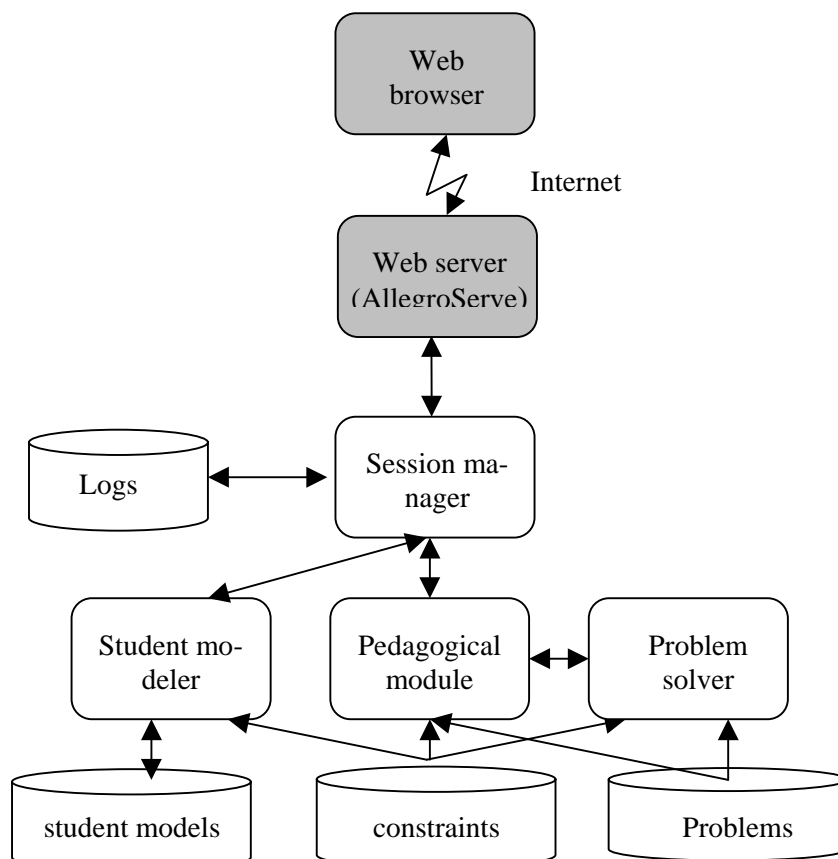 Web
browser
Internet
Web server
(AllegroServe)
Session ma-
nager
Logs
Student mo-
deler
Pedagogical
module
Problem
solver
student models
constraints
Problems